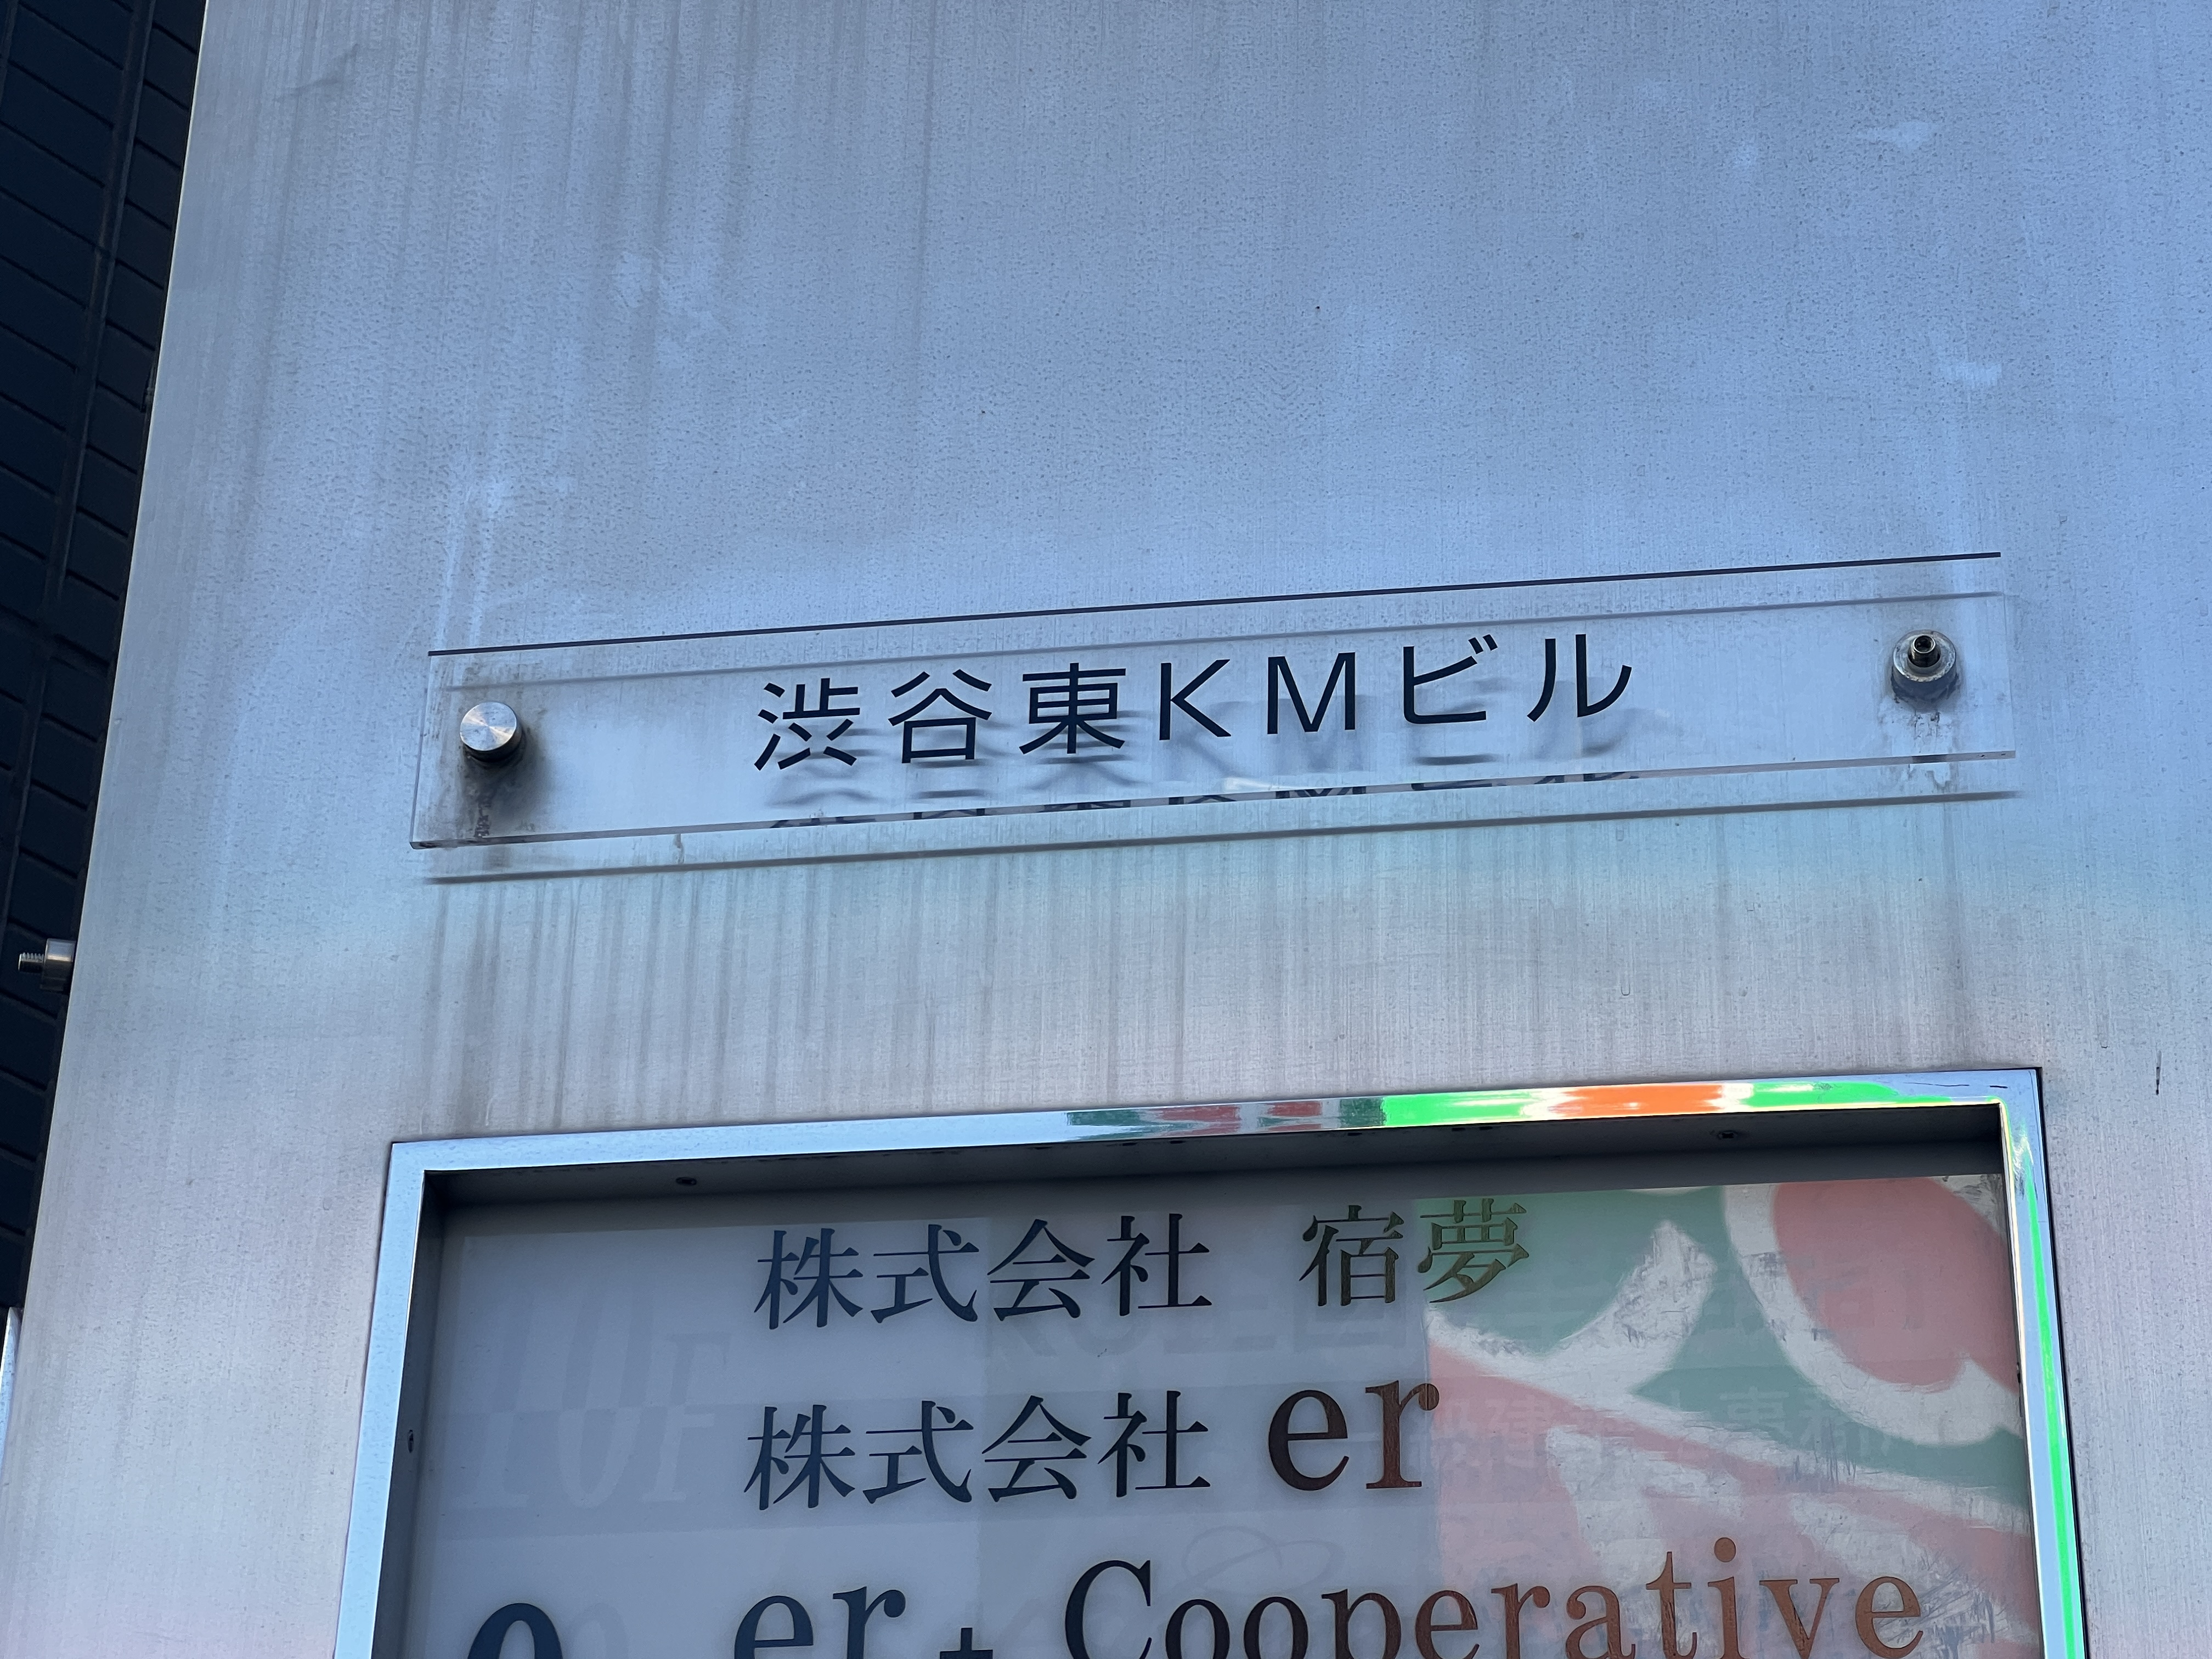 渋谷東KMビル
株式会社 宿夢
株式会社 er
er + Cooperative